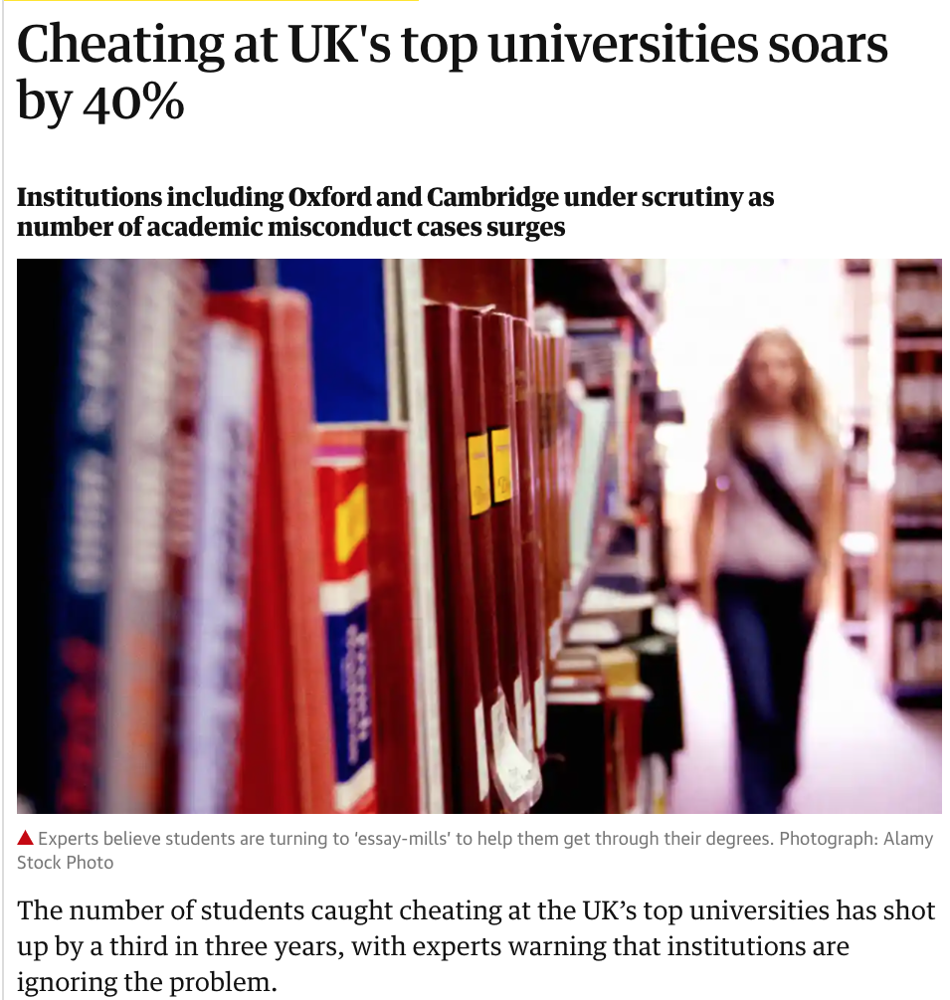 Cheating at UK's top universities soars
by 40%
Institutions including Oxford and Cambridge under scrutiny as
number of academic misconduct cases surges
Experts believe students are turning to ‘essay-mills’ to help them get through their degrees. Photograph: Alamy
Stock Photo
The number of students caught cheating at the UK’s top universities has shot
up by a third in three years, with experts warning that institutions are
ignoring the problem.